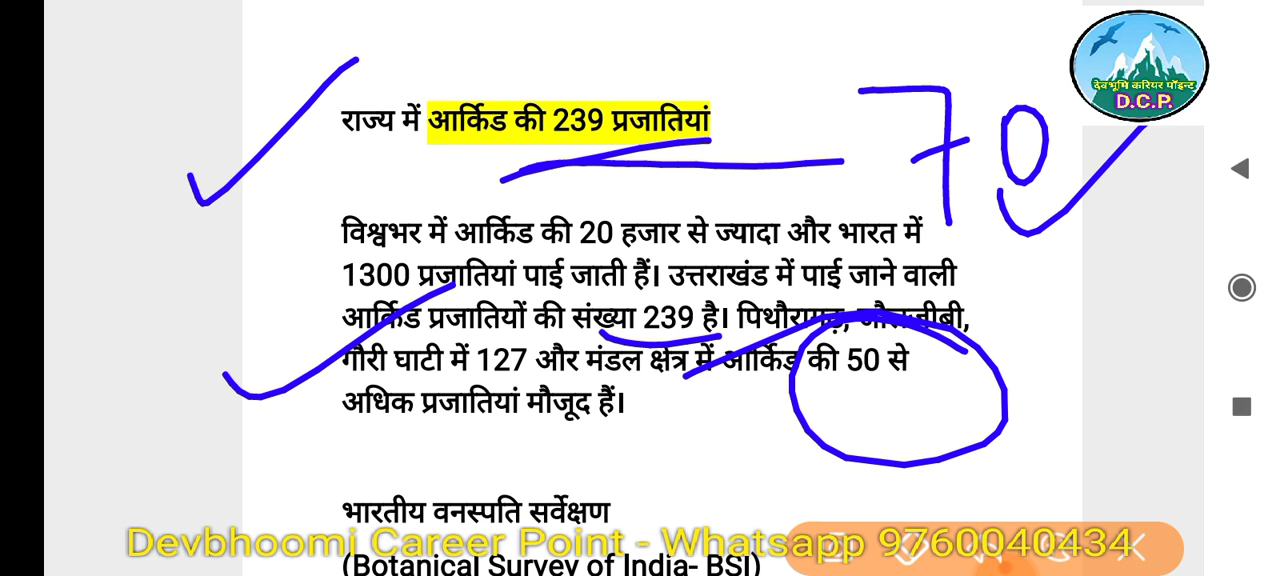 देवभूमि करियर पॉइन्ट
D.C.P.
राज्य में आर्किड की 239 प्रजातियां
70
विश्वभर में आर्किड की 20 हजार से ज्यादा और भारत में
1300 प्रजातियां पाई जाती हैं। उत्तराखंड में पाई जाने वाली
आर्किड प्रजातियों की संख्या 239 है। पिथौरागढ़, जौलजीबी,
गौरी घाटी में 127 और मंडल क्षेत्र में आर्किड की 50 से
अधिक प्रजातियां मौजूद हैं।
भारतीय वनस्पति सर्वेक्षण
Devbhoomi Career Point - Whatsapp 9760040434
(Botanical Survey of India- BSI)